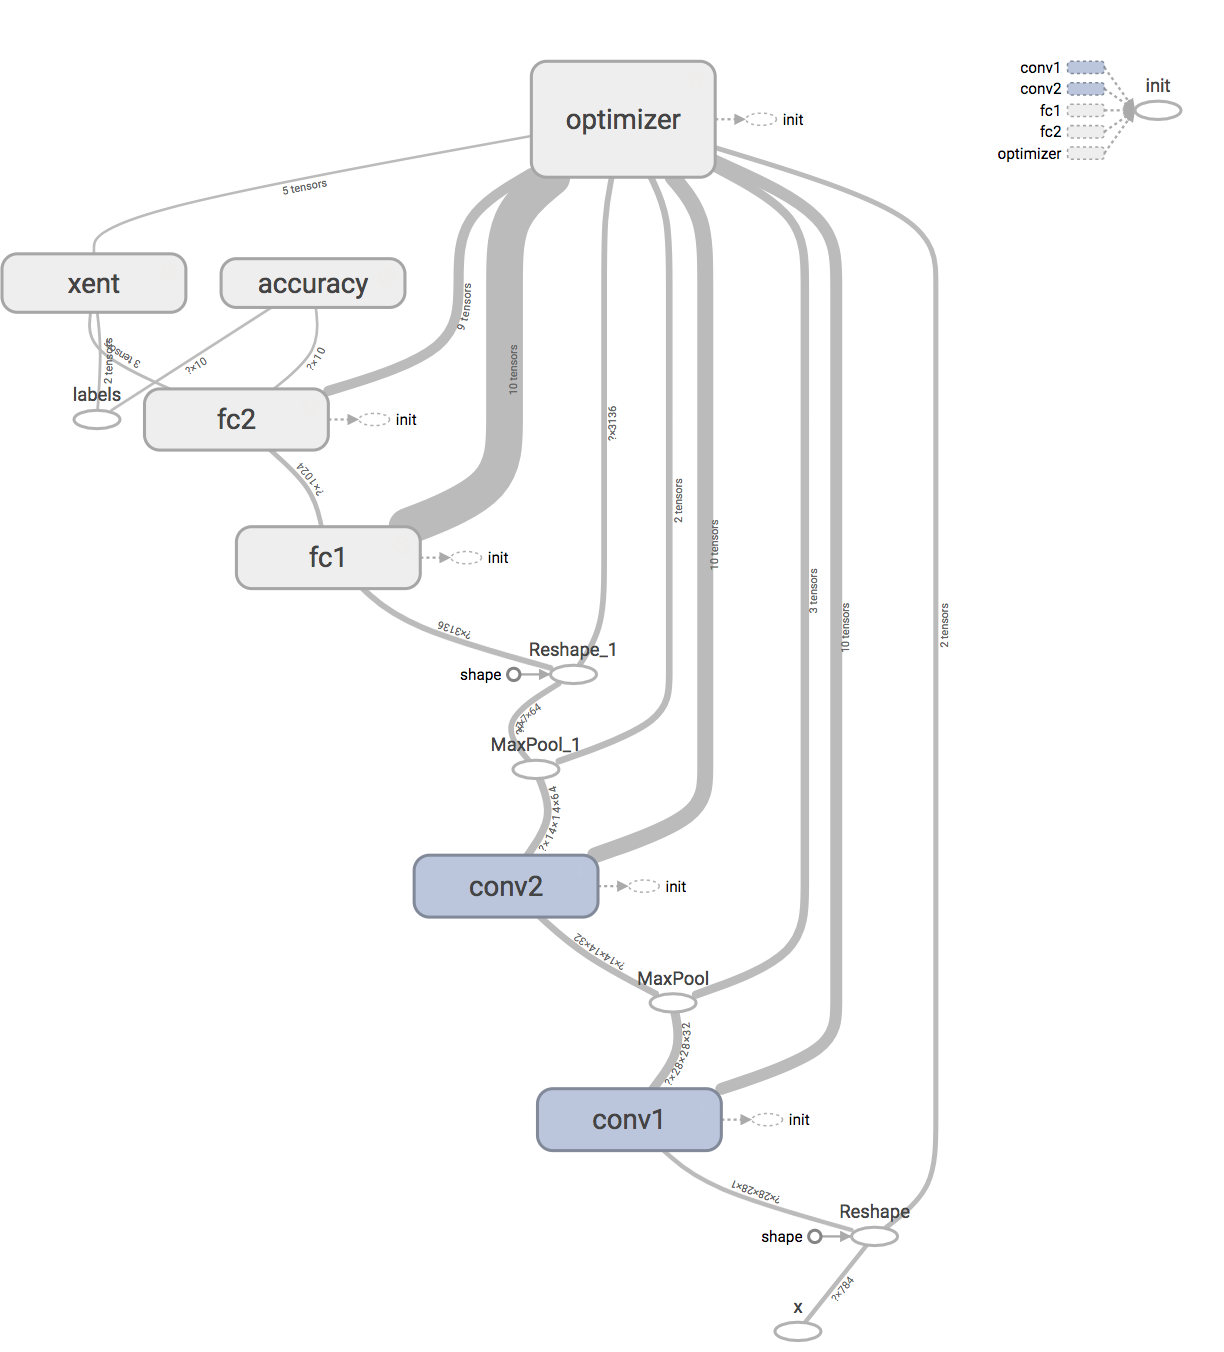 conv1
conv2
fc1
fc2
optimizer
init
optimizer
init
5 tensors
xent
accuracy
9 tensors
3 tensors
2 tensors
?×10
?×10
10 tensors
labels
fc2
init
?×3136
?×1024
2 tensors
fc1
init
10 tensors
3 tensors
10 tensors
2 tensors
?×3136
Reshape_1
shape
?×7×7×64
MaxPool_1
?×14×14×64
conv2
init
?×14×14×32
MaxPool
?×28×28×32
conv1
init
?×28×28×1
Reshape
shape
?×784
x